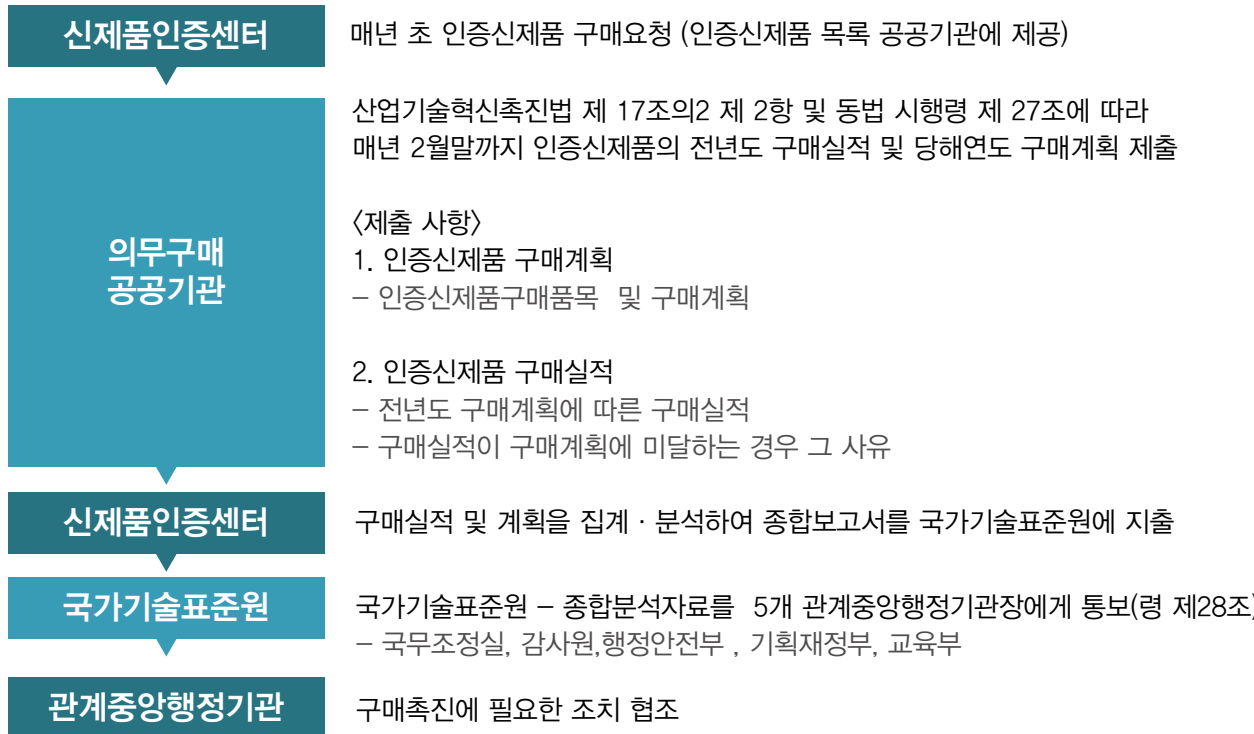 신제품인증센터
매년 초 인증신제품 구매요청 (인증신제품 목록 공공기관에 제공)
의무구매
공공기관
산업기술혁신촉진법 제 17조의2 제 2항 및 동법 시행령 제 27조에 따라
매년 2월말까지 인증신제품의 전년도 구매실적 및 당해연도 구매계획 제출
〈제출 사항〉
1. 인증신제품 구매계획
– 인증신제품구매품목 및 구매계획
2. 인증신제품 구매실적
– 전년도 구매계획에 따른 구매실적
– 구매실적이 구매계획에 미달하는 경우 그 사유
신제품인증센터
구매실적 및 계획을 집계 · 분석하여 종합보고서를 국가기술표준원에 지출
국가기술표준원
국가기술표준원 – 종합분석자료를 5개 관계중앙행정기관장에게 통보(령 제28조)
– 국무조정실, 감사원,행정안전부 , 기획재정부, 교육부
관계중앙행정기관
구매촉진에 필요한 조치 협조